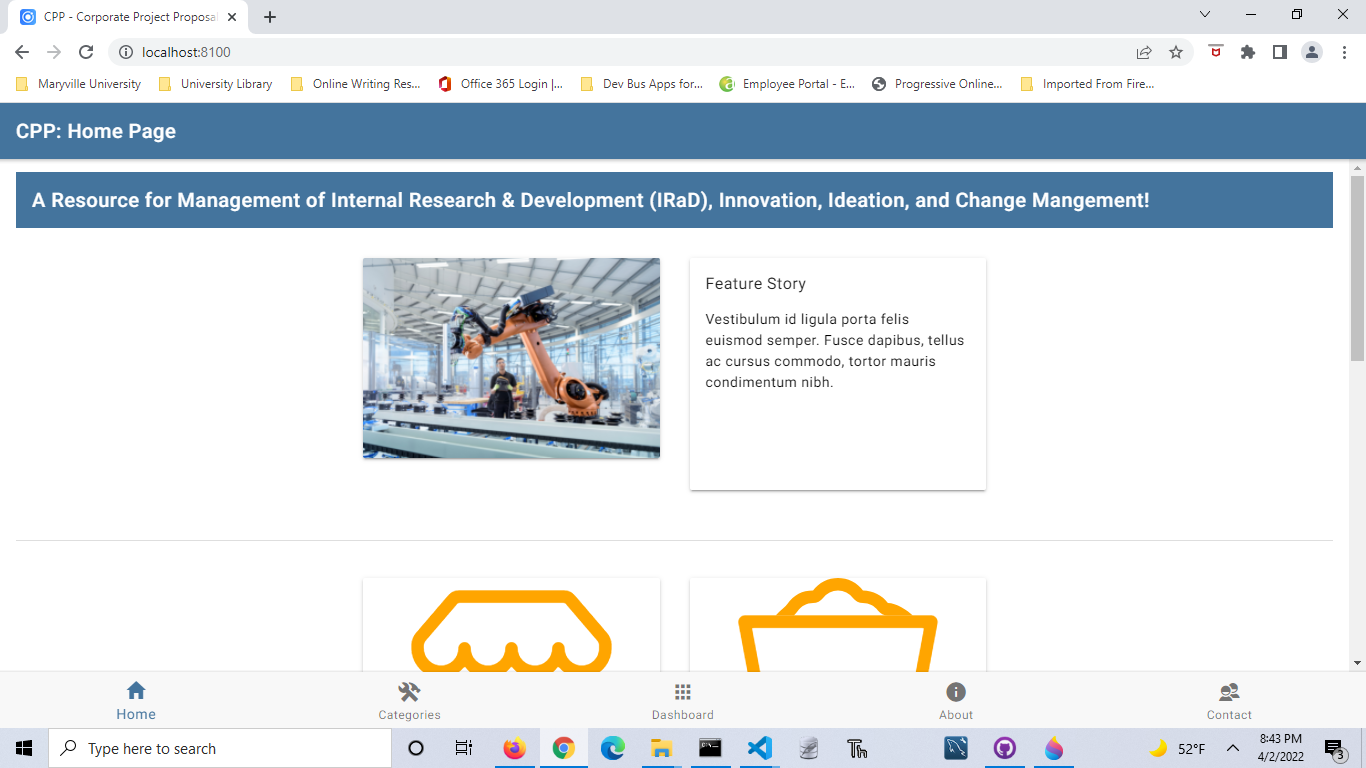 CPP - Corporate Project Proposal
localhost:8100
Maryville University
University Library
Online Writing Res...
Office 365 Login |...
Dev Bus Apps for...
Employee Portal - E...
Progressive Online...
Imported From Fire...
CPP: Home Page
A Resource for Management of Internal Research & Development (IRaD), Innovation, Ideation, and Change Mangement!
Feature Story
Vestibulum id ligula porta felis
euismod semper. Fusce dapibus, tellus
ac cursus commodo, tortor mauris
condimentum nibh.
Home
Categories
Dashboard
About
Contact
Type here to search
52°F
8:43 PM
4/2/2022
3